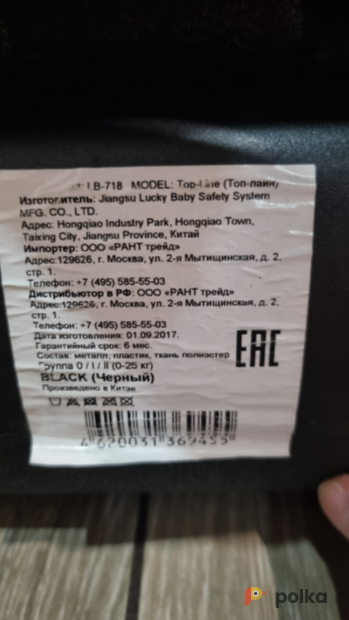 LB-718 MODEL: Top-Line (Топ-лайн)
Изготовитель: Jiangsu Lucky Baby Safety System
MFG. CO., LTD.
Адрес: Hongqiao Industry Park, Hongqiao Town,
Taixing City, Jiangsu Province, Китай
Импортер: ООО «РАНТ трейд»
Адрес:129626, г. Москва, ул. 2-я Мытищинская, д. 2,
стр. 1.
Телефон: +7 (495) 585-55-03
Дистрибьютор в РФ: ООО «РАНТ трейд»
Адрес:129626, г. Москва, ул. 2-я Мытищинская, д. 2,
стр. 1.
Телефон: +7 (495) 585-55-03
Дата изготовления: 01.09.2017.
Гарантийный срок: 6 мес.
Состав: металл, пластик, ткань полиэстер
Группа 0 / I / II (0-25 кг)
BLACK (Черный)
Произведено в Китае
EAC
4 620031 369455
polka